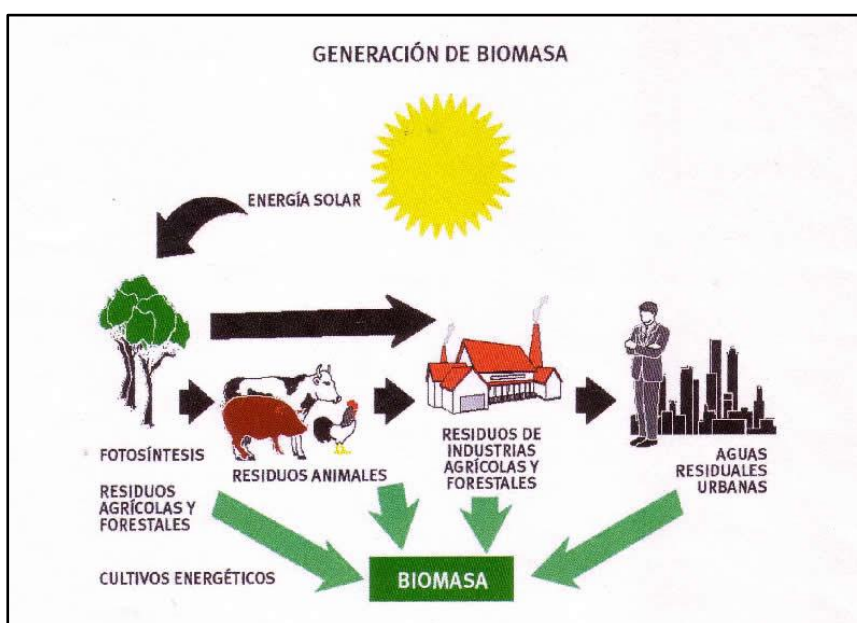 GENERACIÓN DE BIOMASA
ENERGÍA SOLAR
FOTOSÍNTESIS
RESIDUOS
AGRÍCOLAS Y
FORESTALES
CULTIVOS ENERGÉTICOS
RESIDUOS ANIMALES
RESIDUOS DE
INDUSTRIAS
AGRÍCOLAS Y
FORESTALES
AGUAS
RESIDUALES
URBANAS
BIOMASA